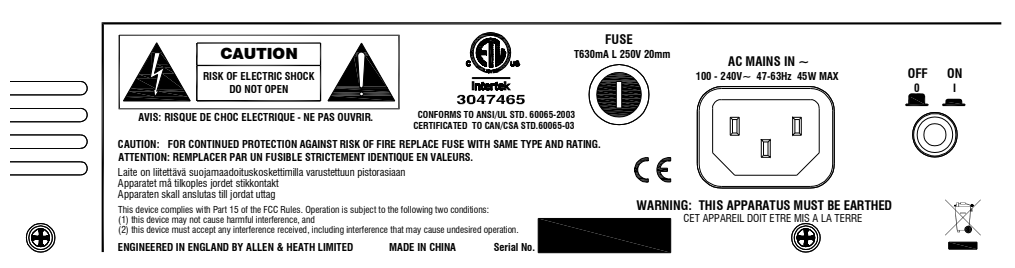 CAUTION
RISK OF ELECTRIC SHOCK
DO NOT OPEN
AVIS: RISQUE DE CHOC ELECTRIQUE - NE PAS OUVRIR.
C ETL US
Intertek
3047465
CONFORMS TO ANSI/UL STD. 60065-2003
CERTIFICATED TO CAN/CSA STD.60065-03
FUSE
T630mA L 250V 20mm
AC MAINS IN ~
100 - 240V~ 47-63Hz 45W MAX
OFF ON
0 I
CAUTION: FOR CONTINUED PROTECTION AGAINST RISK OF FIRE REPLACE FUSE WITH SAME TYPE AND RATING.
ATTENTION: REMPLACER PAR UN FUSIBLE STRICTEMENT IDENTIQUE EN VALEURS.
Laite on liitettävä suojamaadoituskoskettimilla varustettuun pistorasiaan
Apparatet må tilkoples jordet stikkontakt
Apparaten skall anslutas till jordat uttag
This device complies with Part 15 of the FCC Rules. Operation is subject to the following two conditions:
(1) this device may not cause harmful interference, and
(2) this device must accept any interference received, including interference that may cause undesired operation.
ENGINEERED IN ENGLAND BY ALLEN & HEATH LIMITED MADE IN CHINA Serial No.
CE
WARNING: THIS APPARATUS MUST BE EARTHED
CET APPAREIL DOIT ETRE MIS A LA TERRE